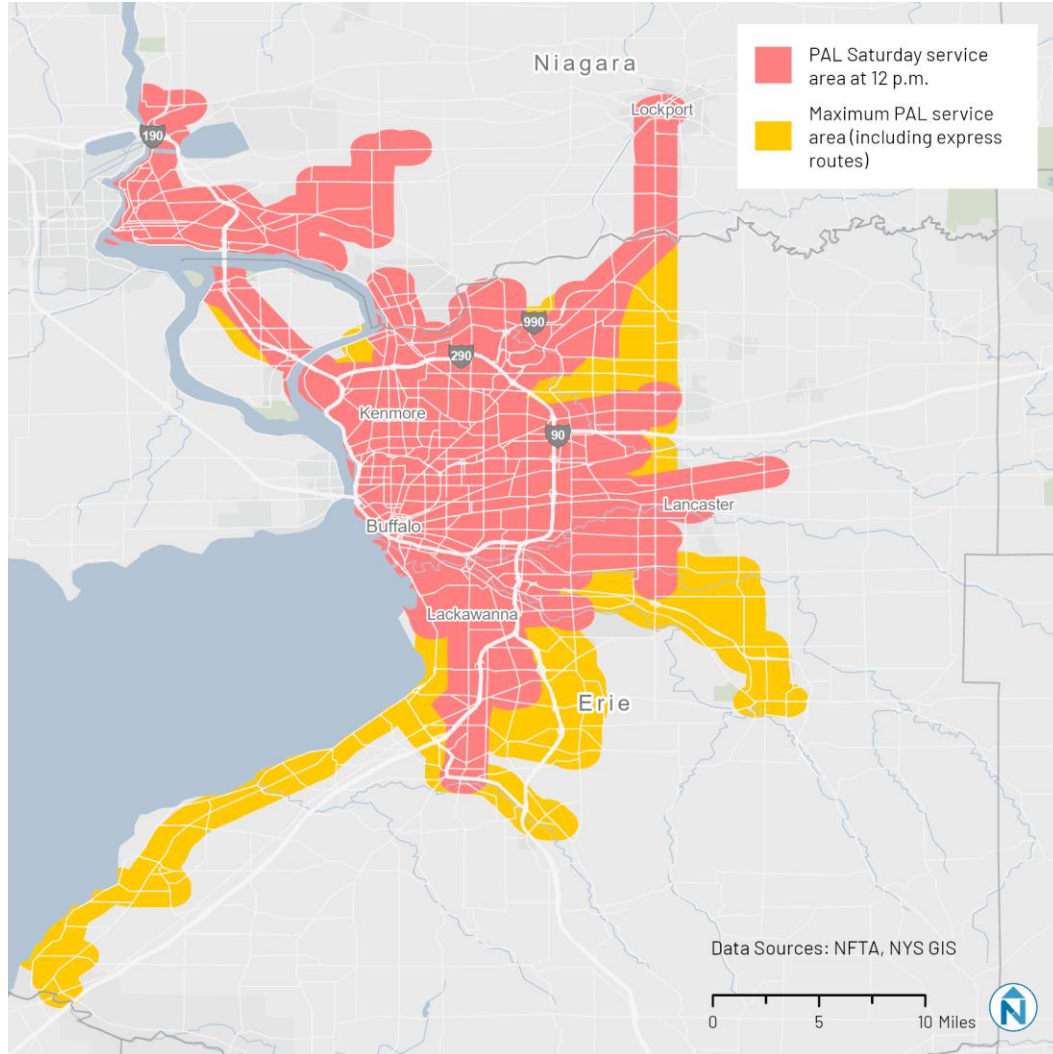 Niagara
PAL Saturday service
area at 12 p.m.
Maximum PAL service
area (including express
routes)
Lockport
190
990
290
Kenmore
90
Lancaster
Buffalo
Lackawanna
Erie
Data Sources: NFTA, NYS GIS
0 5 10 Miles
N